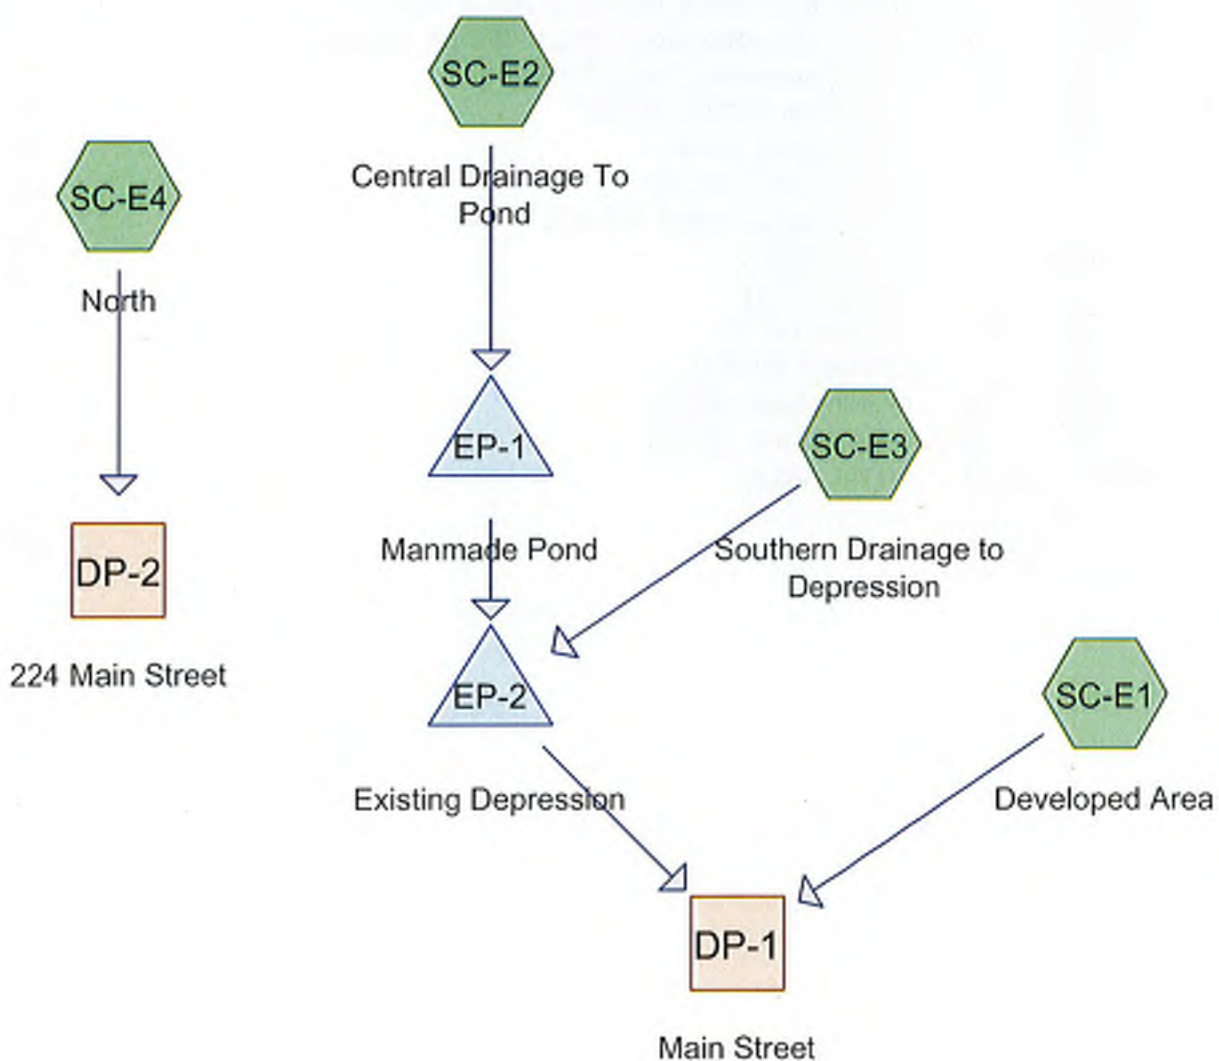 SC-E2
Central Drainage To
Pond
SC-E4
North
EP-1
SC-E3
Manmade Pond
Southern Drainage to
Depression
DP-2
224 Main Street
EP-2
SC-E1
Existing Depression
Developed Area
DP-1
Main Street